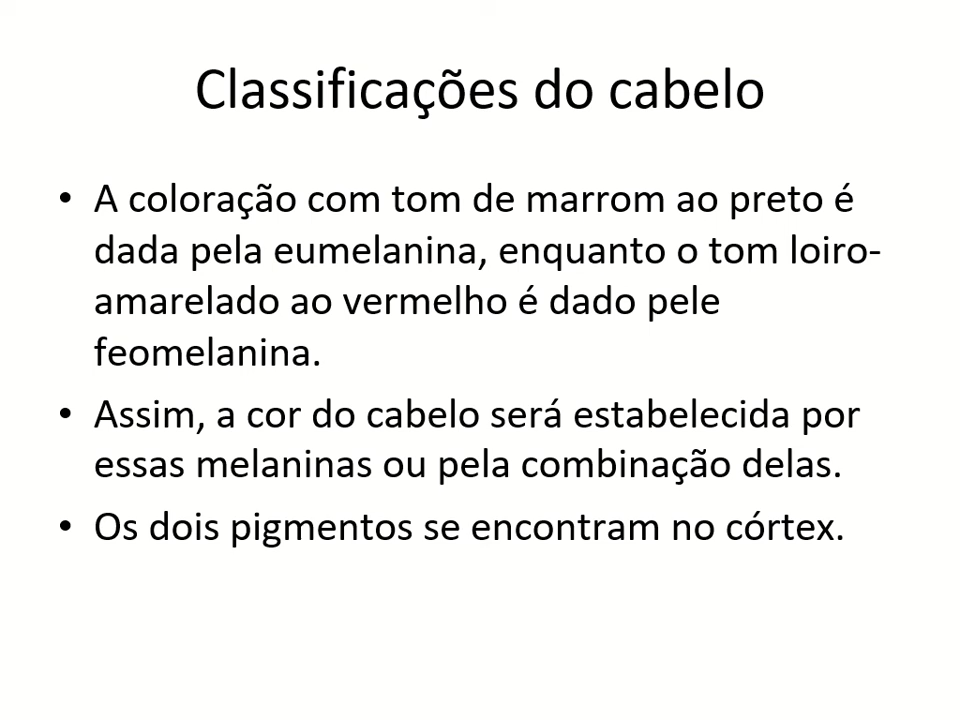 Classificações do cabelo
• A coloração com tom de marrom ao preto é
dada pela eumelanina, enquanto o tom loiro-
amarelado ao vermelho é dado pele
feomelanina.
• Assim, a cor do cabelo será estabelecida por
essas melaninas ou pela combinação delas.
• Os dois pigmentos se encontram no córtex.